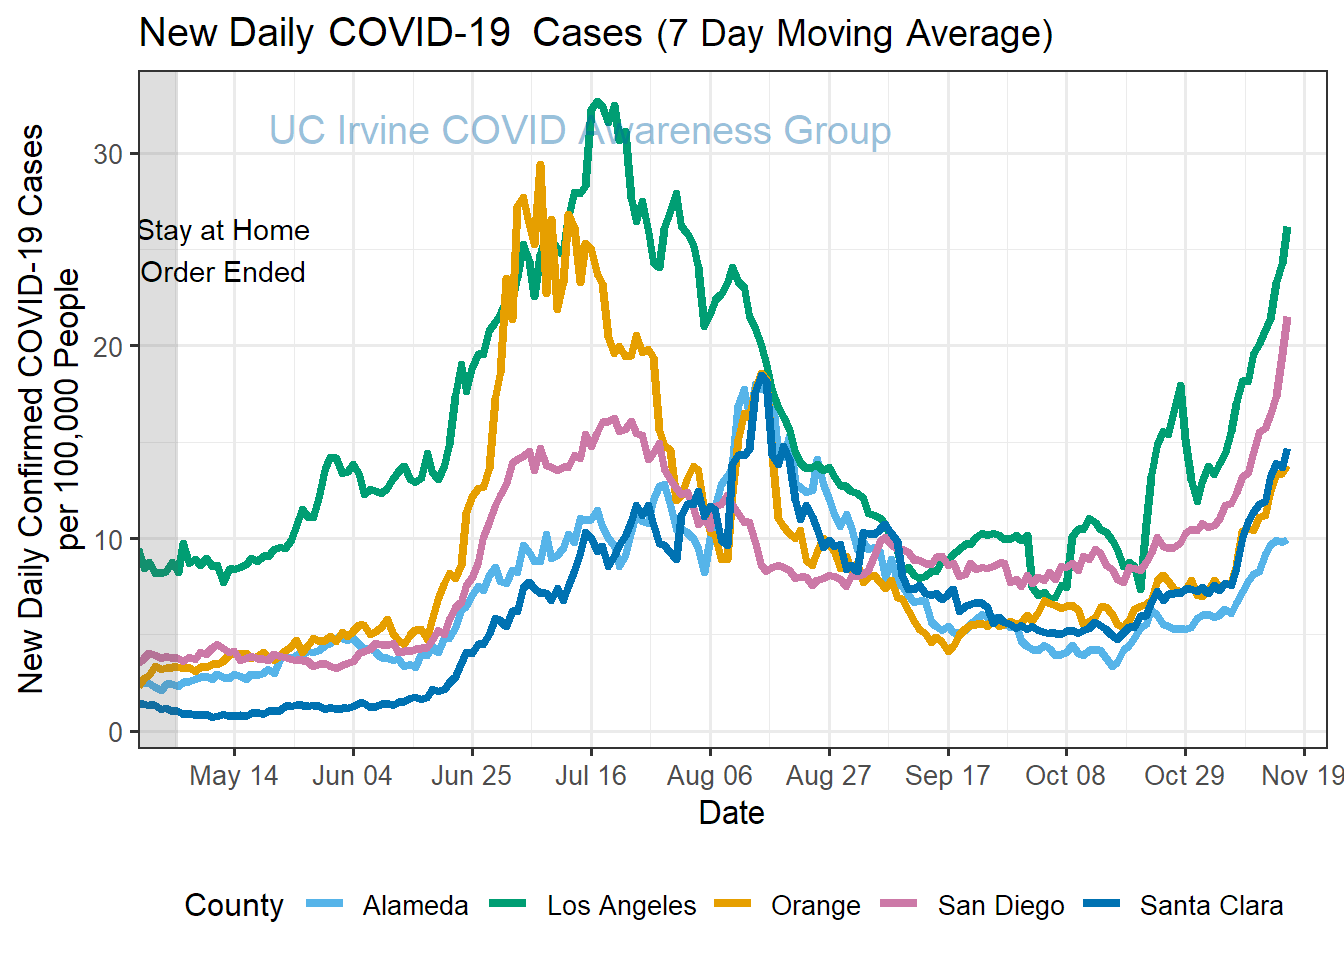 New Daily COVID-19 Cases (7 Day Moving Average)
UC Irvine COVID Awareness Group
Stay at Home
Order Ended
New Daily Confirmed COVID-19 Cases
per 100,000 People
30
20
10
0
May 14 Jun 04 Jun 25 Jul 16 Aug 06 Aug 27 Sep 17 Oct 08 Oct 29 Nov 19
Date
County Alameda Los Angeles Orange San Diego Santa Clara